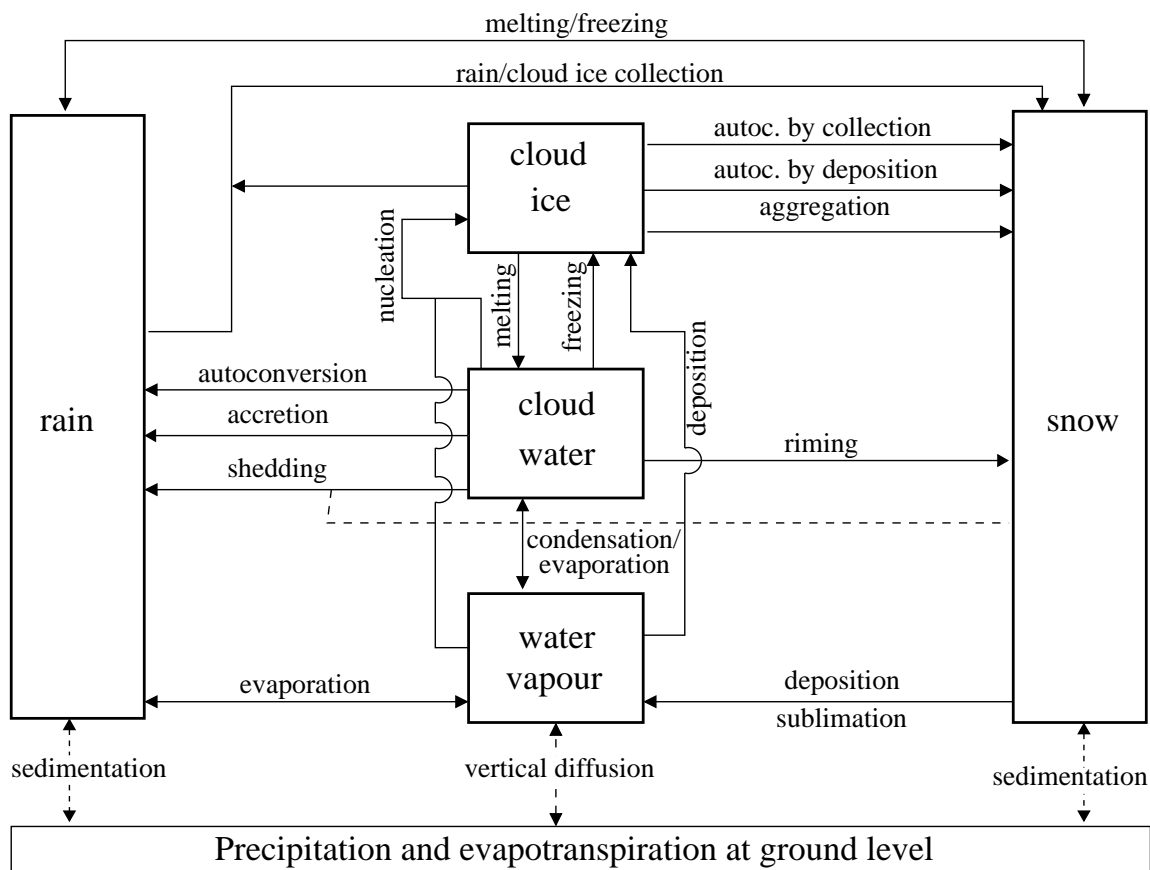 melting/freezing
rain/cloud ice collection
autoc. by collection
cloud
ice
autoc. by deposition
aggregation
nucleation
melting
freezing
deposition
autoconversion
cloud
water
rain
accretion
snow
shedding
riming
condensation/
evaporation
water
vapour
evaporation
deposition
sublimation
sedimentation
vertical diffusion
sedimentation
Precipitation and evapotranspiration at ground level